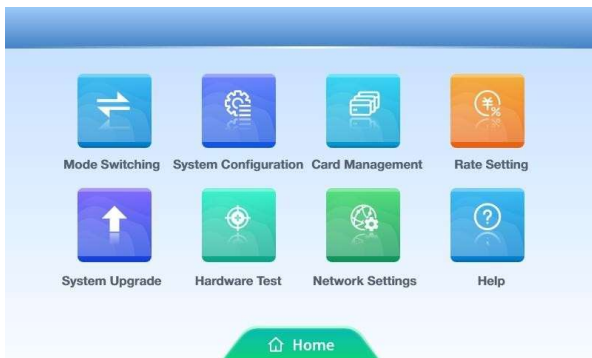 Mode Switching System Configuration Card Management Rate Setting
System Upgrade Hardware Test Network Settings Help
Home